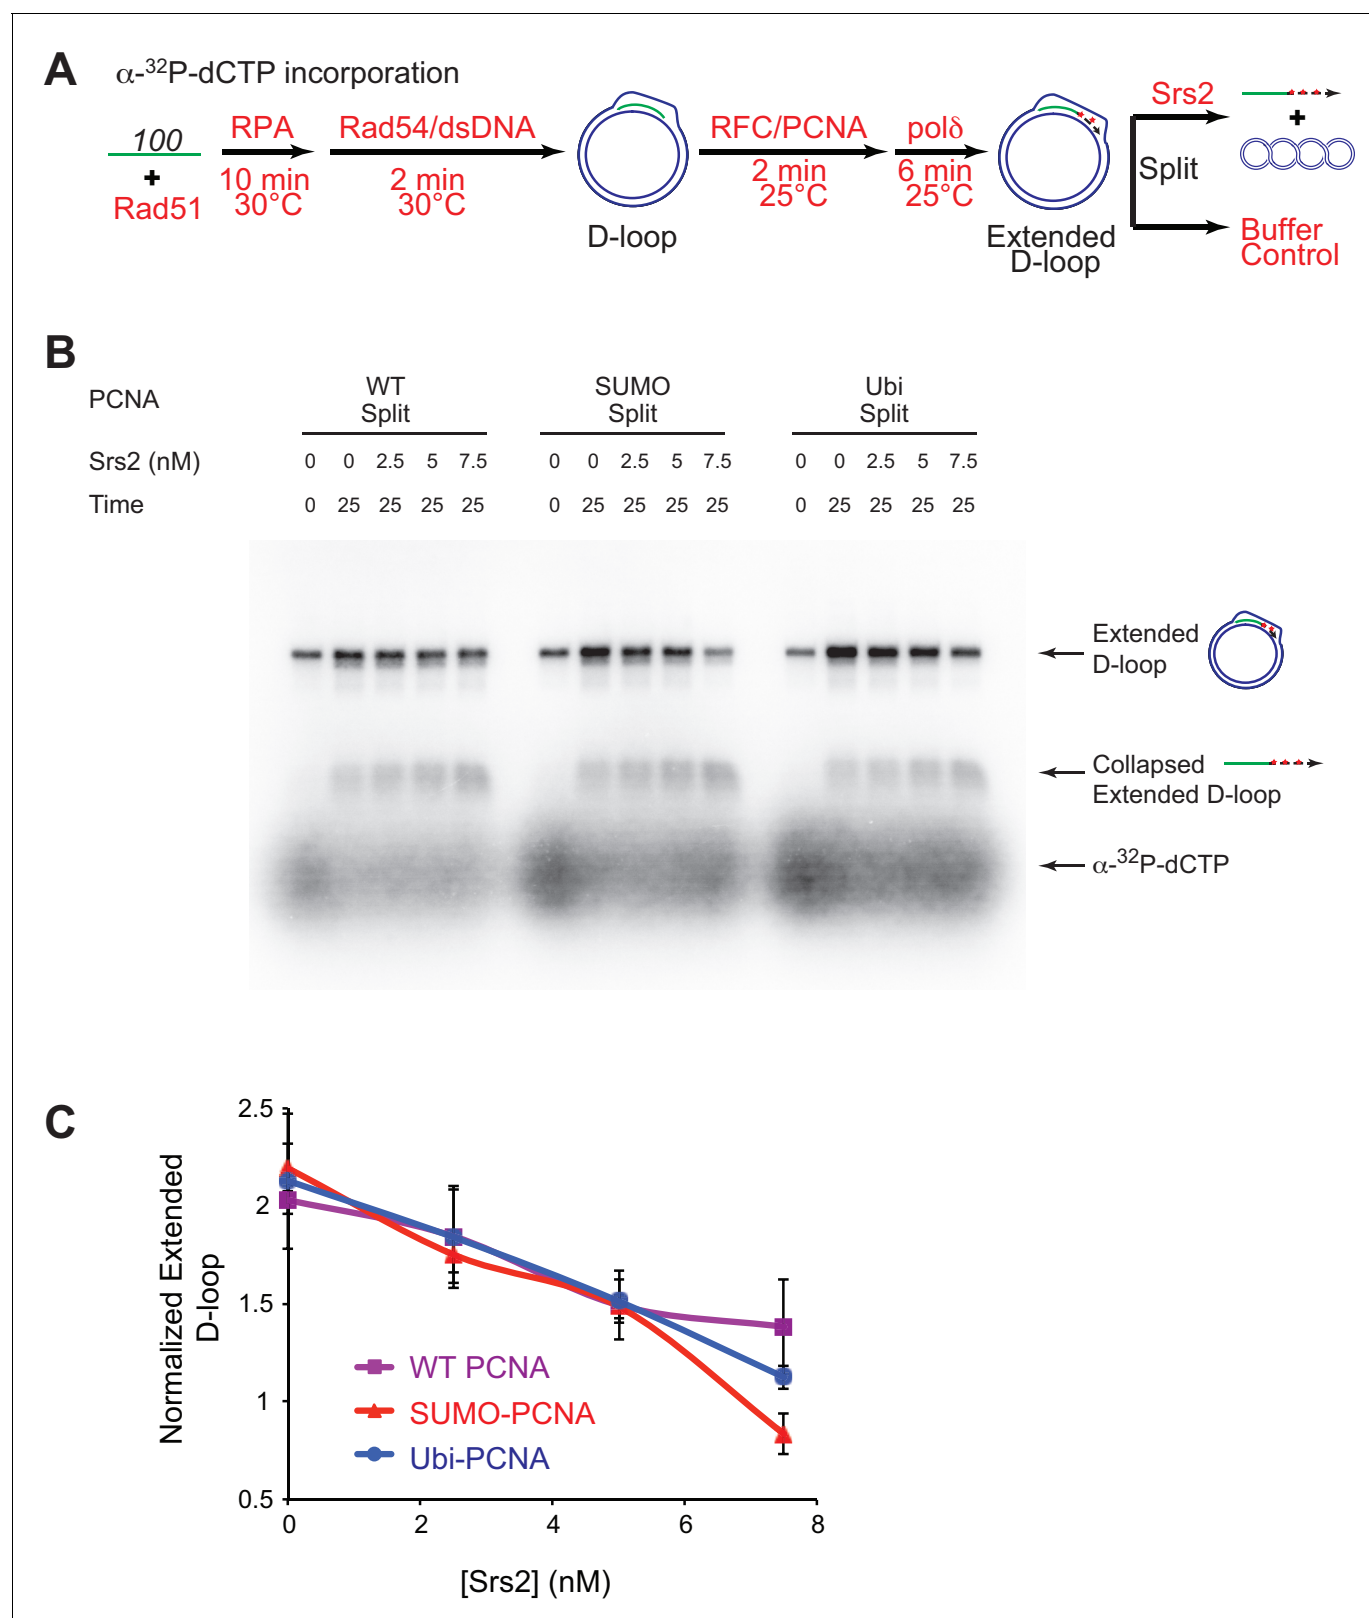 A
α-³²P-dCTP incorporation
100
+
Rad51
RPA
10 min
30°C
Rad54/dsDNA
2 min
30°C
D-loop
RFC/PCNA
2 min
25°C
polδ
6 min
25°C
Extended
D-loop
Srs2
+
Split
Buffer
Control
B
PCNA
WT
Split
SUMO
Split
Ubi
Split
Srs2 (nM) 0 0 2.5 5 7.5 0 0 2.5 5 7.5 0 0 2.5 5 7.5
Time 0 25 25 25 25 0 25 25 25 25 0 25 25 25 25
Extended
D-loop
Collapsed
Extended D-loop
α-³²P-dCTP
C
Normalized Extended
D-loop
2.5
2
1.5
1
0.5
WT PCNA
SUMO-PCNA
Ubi-PCNA
0 2 4 6 8
[Srs2] (nM)